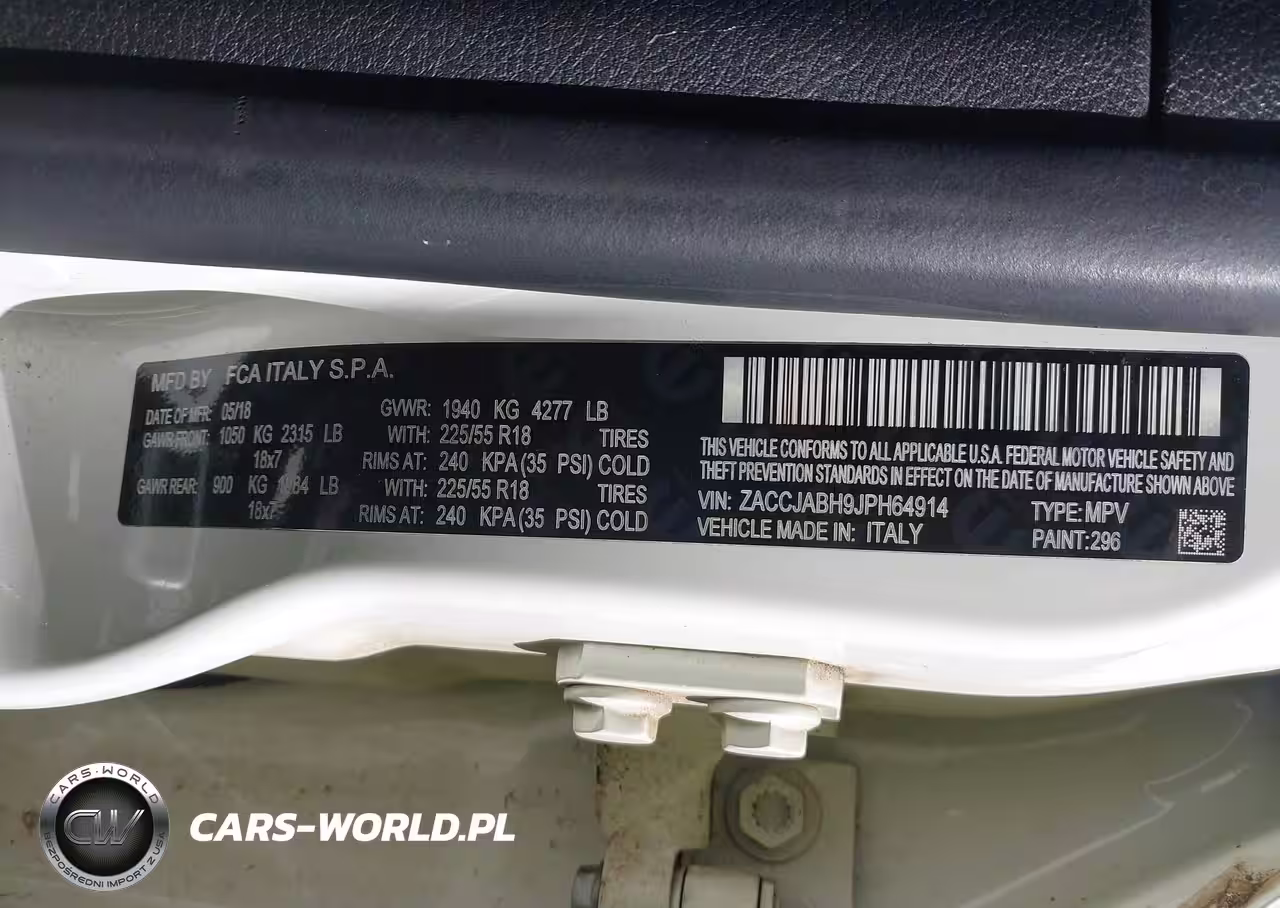 MFD BY FCA ITALY S.P.A.
DATE OF MFR: 05/18 GVWR: 1940 KG 4277 LB
GAWR FRONT: 1050 KG 2315 LB WITH: 225/55 R18 TIRES
18x7 RIMS AT: 240 KPA (35 PSI) COLD
GAWR REAR: 900 KG LB WITH: 225/55 R18 TIRES
18x7 RIMS AT: 240 KPA (35 PSI) COLD
THIS VEHICLE CONFORMS TO ALL APPLICABLE U.S.A. FEDERAL MOTOR VEHICLE SAFETY AND
THEFT PREVENTION STANDARDS IN EFFECT ON THE DATE OF MANUFACTURE SHOWN ABOVE
VIN: ZACCJABH9JPH64914 TYPE: MPV
VEHICLE MADE IN: ITALY PAINT: 296
CARS-WORLD
CW
BEZPOŚREDNI IMPORT Z USA
CARS-WORLD.PL